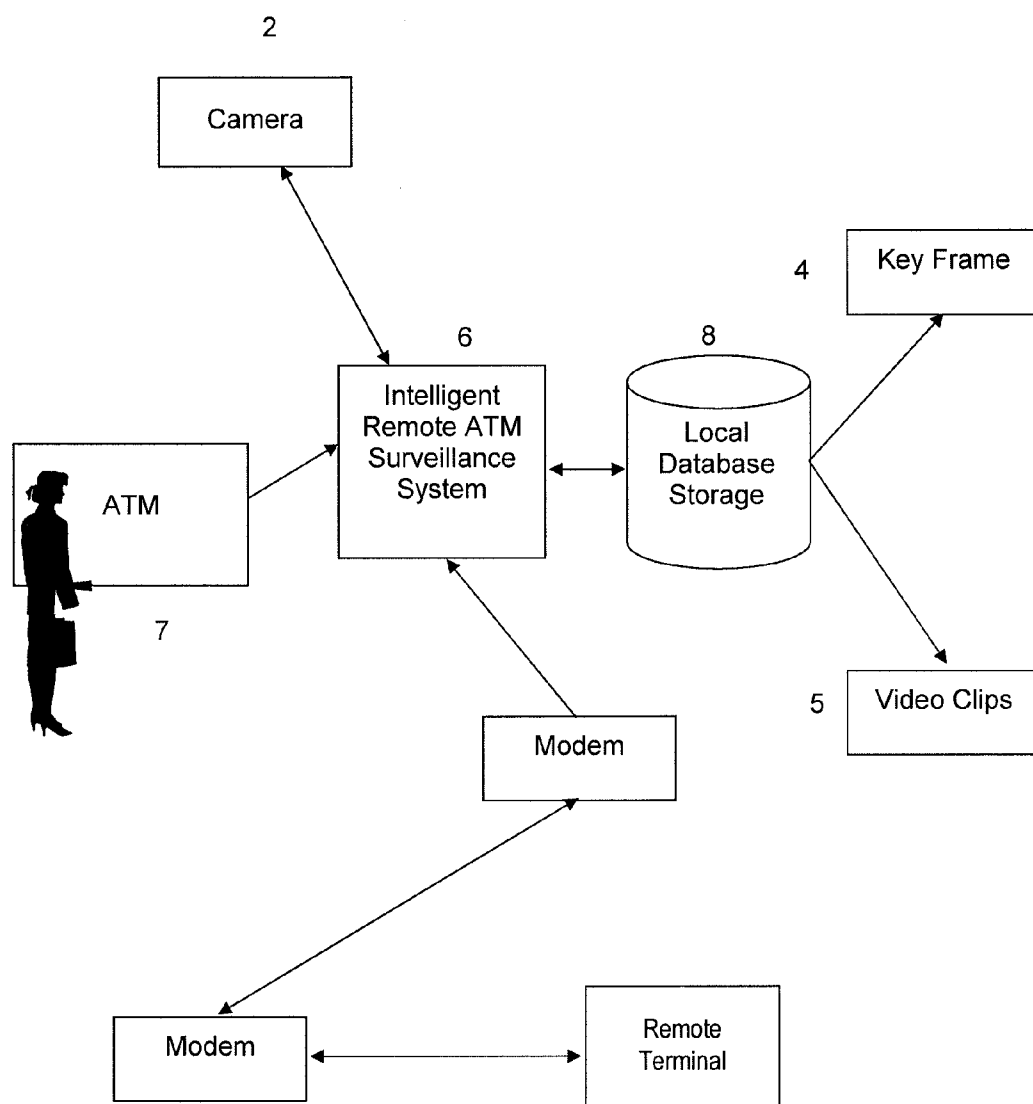 2
Camera
4
Key Frame
6
8
Intelligent
Remote ATM
Surveillance
System
Local
Database
Storage
ATM
7
5
Video Clips
Modem
Modem
Remote
Terminal